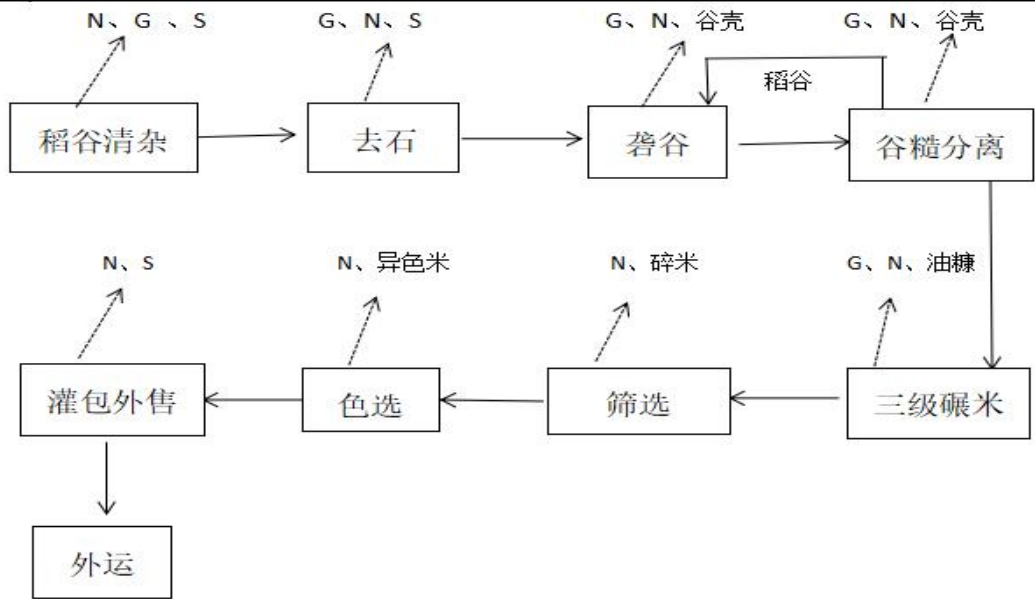 N、G 、S
G、N、S
G、N、谷壳
G、N、谷壳
稻谷
稻谷清杂
去石
砻谷
谷糙分离
N、S
N、异色米
N、碎米
G、N、油糠
灌包外售
色选
筛选
三级碾米
外运